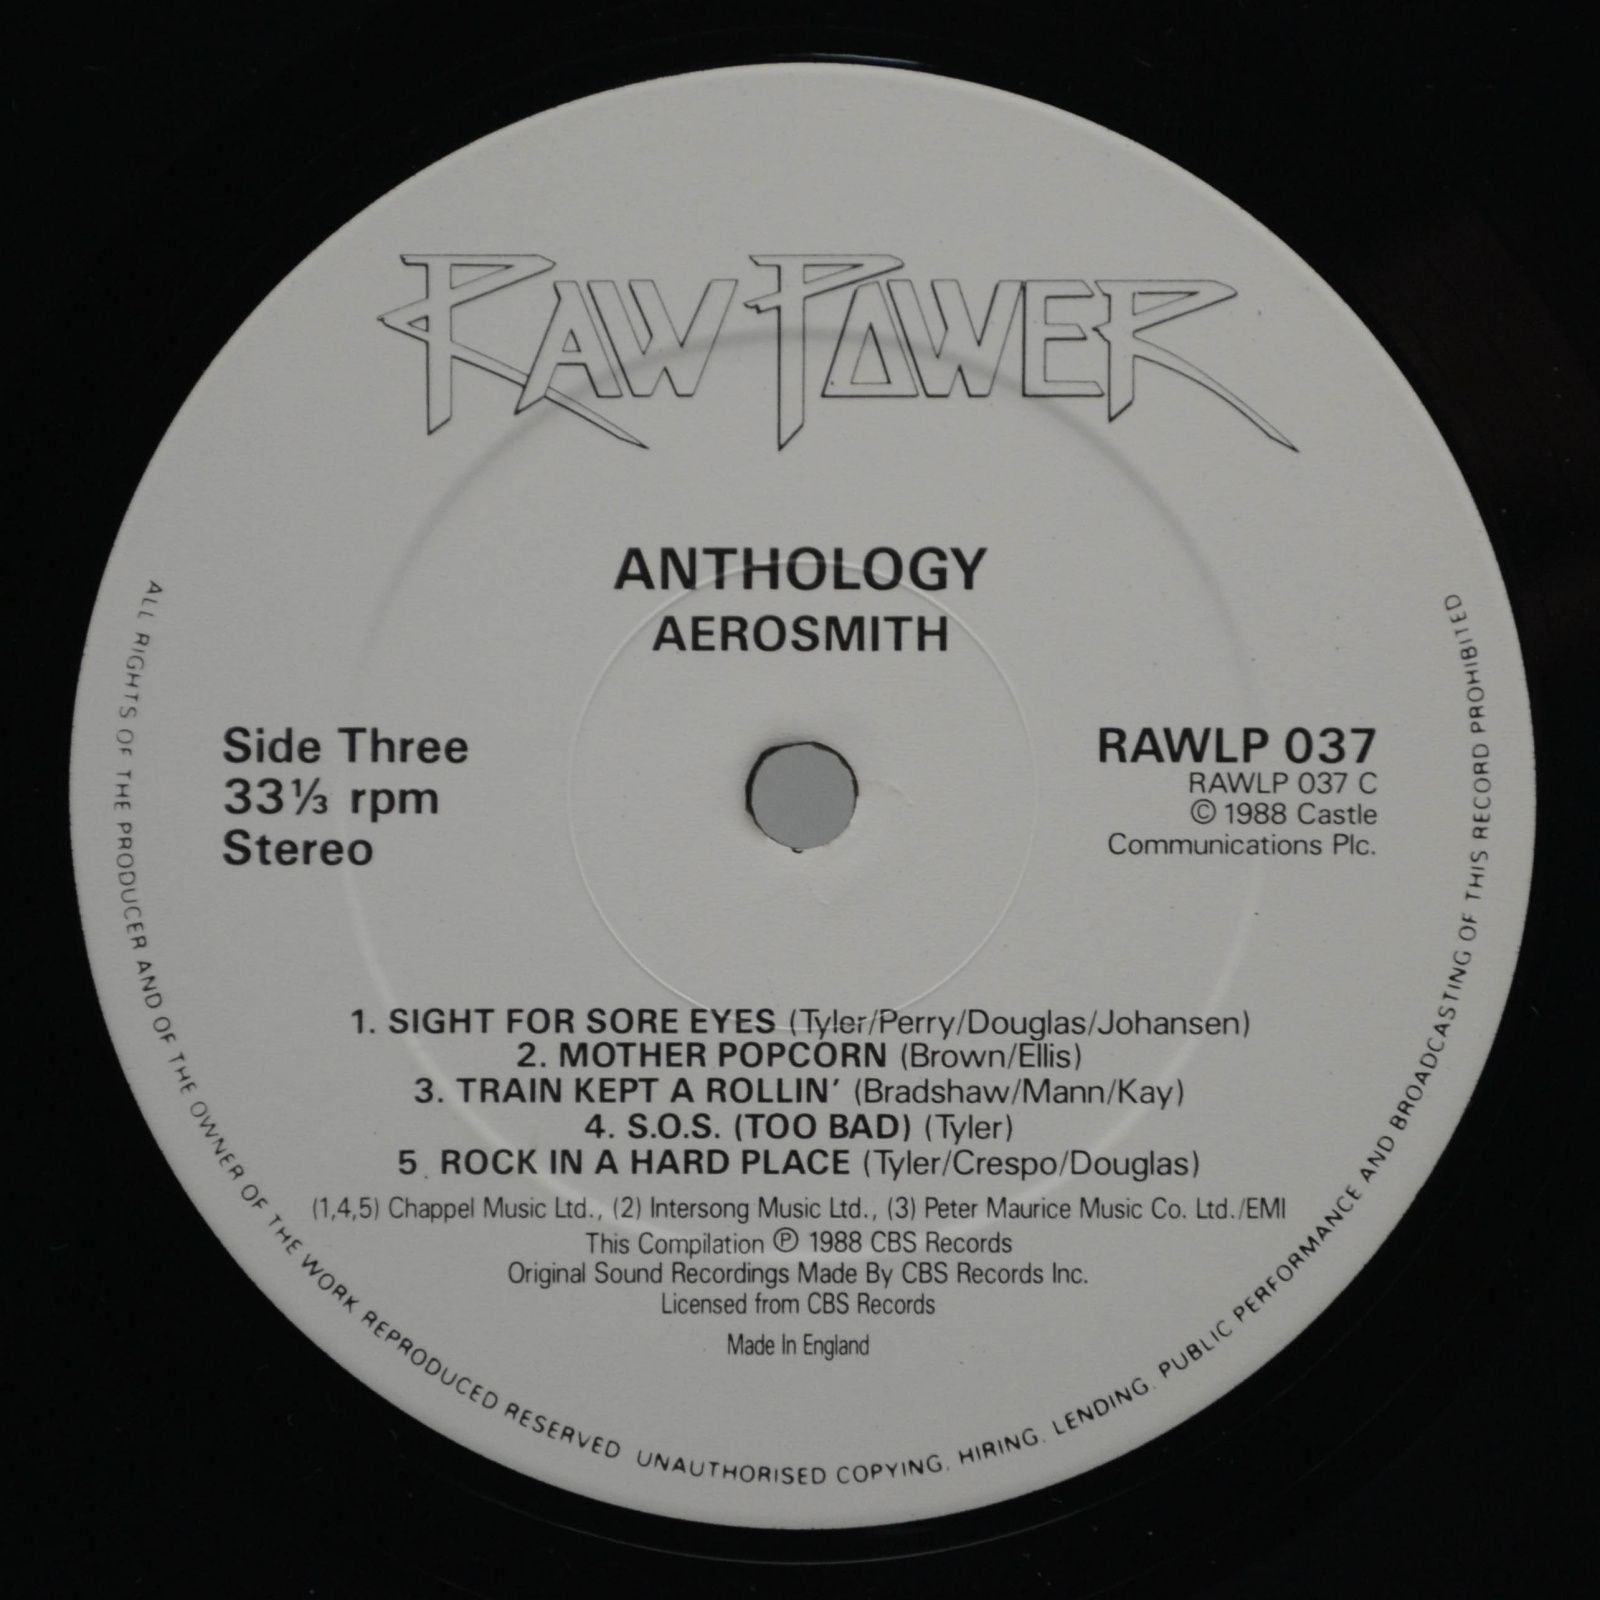 RAW POWER
ANTHOLOGY
AEROSMITH
Side Three
33⅓ rpm
Stereo
RAWLP 037
RAWLP 037 C
© 1988 Castle
Communications Plc.
1. SIGHT FOR SORE EYES (Tyler/Perry/Douglas/Johansen)
2. MOTHER POPCORN (Brown/Ellis)
3. TRAIN KEPT A ROLLIN' (Bradshaw/Mann/Kay)
4. S.O.S. (TOO BAD) (Tyler)
5. ROCK IN A HARD PLACE (Tyler/Crespo/Douglas)
(1,4,5) Chappel Music Ltd., (2) Intersong Music Ltd., (3) Peter Maurice Music Co. Ltd./EMI
This Compilation ℗ 1988 CBS Records
Original Sound Recordings Made By CBS Records Inc.
Licensed from CBS Records
Made In England
ALL RIGHTS OF THE PRODUCER AND OF THE OWNER OF THE WORK REPRODUCED RESERVED UNAUTHORISED COPYING, HIRING, LENDING, PUBLIC PERFORMANCE AND BROADCASTING OF THIS RECORD PROHIBITED